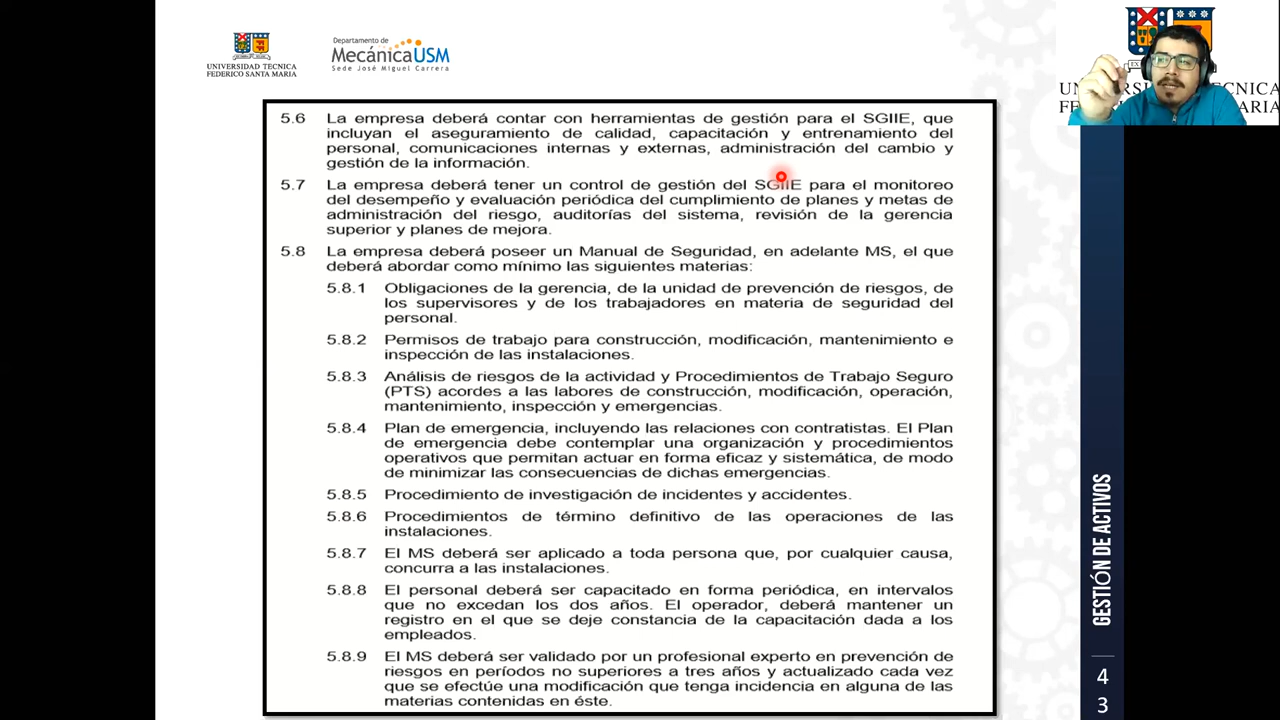 UNIVERSIDAD TECNICA
FEDERICO SANTA MARIA
Departamento de
MecánicaUSM
Sede José Miguel Carrera
5.6 La empresa deberá contar con herramientas de gestión para el SGIIE, que
incluyan el aseguramiento de calidad, capacitación y entrenamiento del
personal, comunicaciones internas y externas, administración del cambio y
gestión de la información.
5.7 La empresa deberá tener un control de gestión del SGIIE para el monitoreo
del desempeño y evaluación periódica del cumplimiento de planes y metas de
administración del riesgo, auditorías del sistema, revisión de la gerencia
superior y planes de mejora.
5.8 La empresa deberá poseer un Manual de Seguridad, en adelante MS, el que
deberá abordar como mínimo las siguientes materias:
5.8.1 Obligaciones de la gerencia, de la unidad de prevención de riesgos, de
los supervisores y de los trabajadores en materia de seguridad del
personal.
5.8.2 Permisos de trabajo para construcción, modificación, mantenimiento e
inspección de las instalaciones.
5.8.3 Análisis de riesgos de la actividad y Procedimientos de Trabajo Seguro
(PTS) acordes a las labores de construcción, modificación, operación,
mantenimiento, inspección y emergencias.
5.8.4 Plan de emergencia, incluyendo las relaciones con contratistas. El Plan
de emergencia debe contemplar una organización y procedimientos
operativos que permitan actuar en forma eficaz y sistemática, de modo
de minimizar las consecuencias de dichas emergencias.
5.8.5 Procedimiento de investigación de incidentes y accidentes.
5.8.6 Procedimientos de término definitivo de las operaciones de las
instalaciones.
5.8.7 El MS deberá ser aplicado a toda persona que, por cualquier causa,
concurra a las instalaciones.
5.8.8 El personal deberá ser capacitado en forma periódica, en intervalos
que no excedan los dos años. El operador, deberá mantener un
registro en el que se deje constancia de la capacitación dada a los
empleados.
5.8.9 El MS deberá ser validado por un profesional experto en prevención de
riesgos en períodos no superiores a tres años y actualizado cada vez
que se efectúe una modificación que tenga incidencia en alguna de las
materias contenidas en éste.
GESTIÓN DE ACTIVOS
4
3